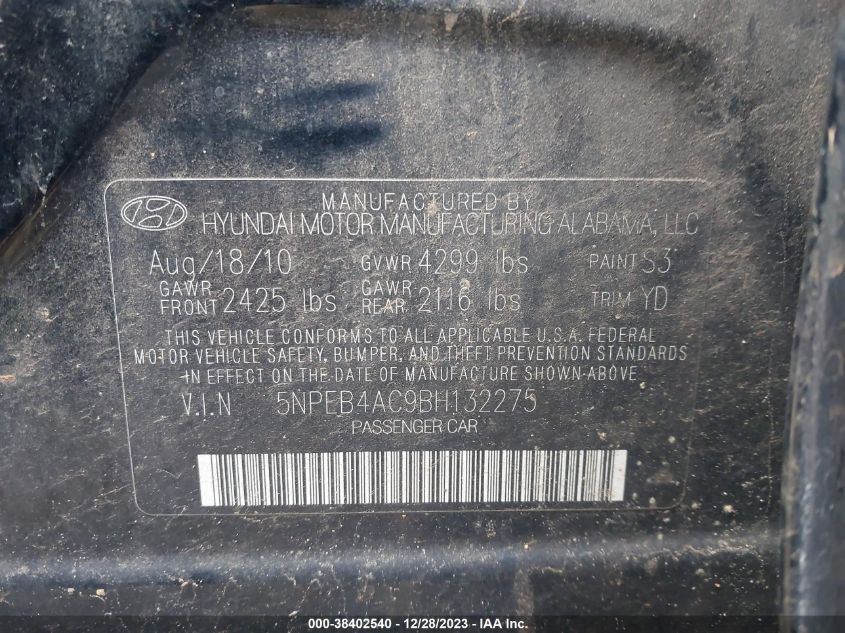 MANUFACTURED BY
HYUNDAI MOTOR MANUFACTURING ALABAMA, LLC
Aug/18/10 GVWR 4299 lbs PAINT S3
GAWR FRONT 2425 lbs GAWR REAR 2116 lbs TRIM YD
THIS VEHICLE CONFORMS TO ALL APPLICABLE U.S.A. FEDERAL
MOTOR VEHICLE SAFETY, BUMPER, AND THEFT PREVENTION STANDARDS
IN EFFECT ON THE DATE OF MANUFACTURE SHOWN ABOVE
V.I.N 5NPEB4AC9BH132275
PASSENGER CAR
000-38402540 - 12/28/2023 - IAA Inc.